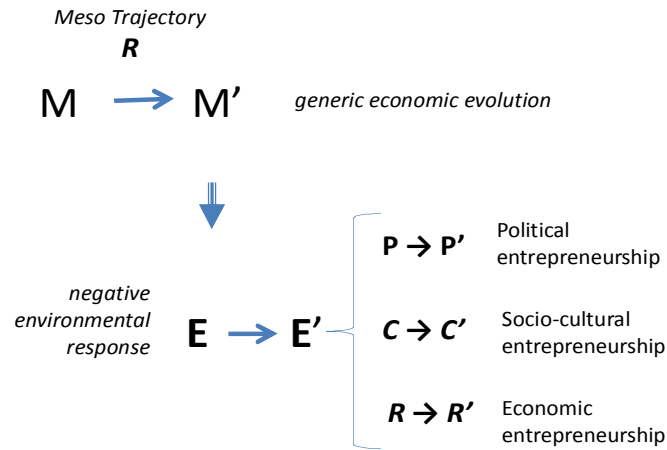 Meso Trajectory
R
M M’ generic economic evolution
P → P’ Political
entrepreneurship
negative
environmental
response
E E’
C → C’ Socio-cultural
entrepreneurship
R → R’ Economic
entrepreneurship